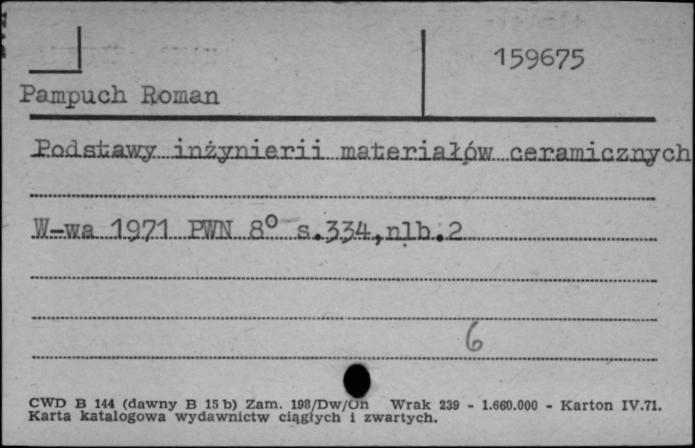 159675
Pampuch Roman
Podstawy inżynierii materiałów ceramicznych
W-wa 1971 PWN 8° s.334,nlb.2
6
CWD B 144 (dawny B 15 b) Zam. 198/Dw/On Wrak 239 - 1.660.000 - Karton IV.71.
Karta katalogowa wydawnictw ciągłych i zwartych.